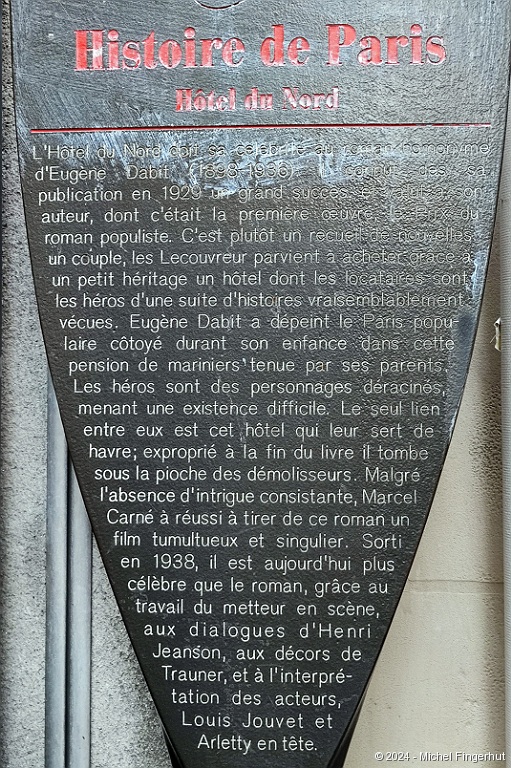 Histoire de Paris
Hôtel du Nord
L'Hôtel du Nord doit sa célébrité au roman homonyme
d'Eugène Dabit (1898-1936). Il connut dès sa
publication en 1929 un grand succès et valut à son
auteur, dont c'était la première œuvre, le Prix du
roman populiste. C'est plutôt un recueil de nouvelles:
un couple, les Lecouvreur parvient à acheter grâce à
un petit héritage un hôtel dont les locataires sont
les héros d'une suite d'histoires vraisemblablement
vécues. Eugène Dabit a dépeint le Paris popu-
laire côtoyé durant son enfance dans cette
pension de mariniers tenue par ses parents.
Les héros sont des personnages déracinés,
menant une existence difficile. Le seul lien
entre eux est cet hôtel qui leur sert de
havre; exproprié à la fin du livre il tombe
sous la pioche des démolisseurs. Malgré
l'absence d'intrigue consistante, Marcel
Carné à réussi à tirer de ce roman un
film tumultueux et singulier. Sorti
en 1938, il est aujourd'hui plus
célèbre que le roman, grâce au
travail du metteur en scène,
aux dialogues d'Henri
Jeanson, aux décors de
Trauner, et à l'interpré-
tation des acteurs,
Louis Jouvet et
Arletty en tête.
© 2024 - Michel Fingerhut